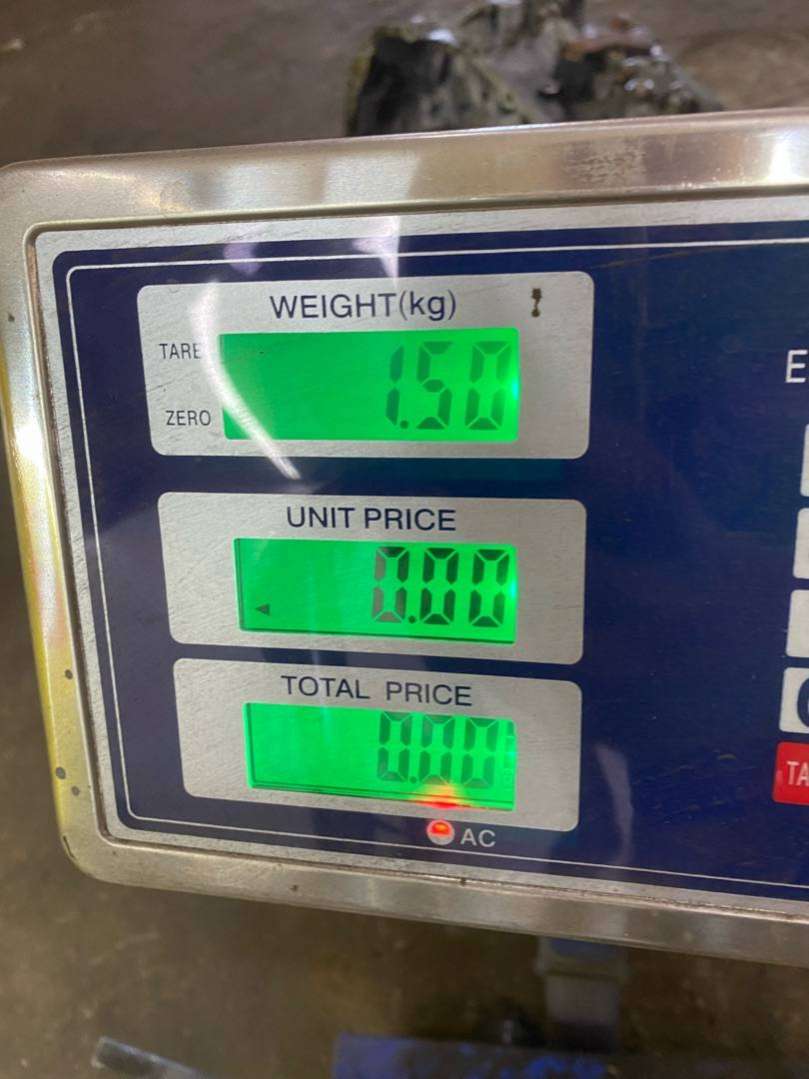 WEIGHT(kg)
TARE
1.50
ZERO
UNIT PRICE
0.00
TOTAL PRICE
0.00
AC